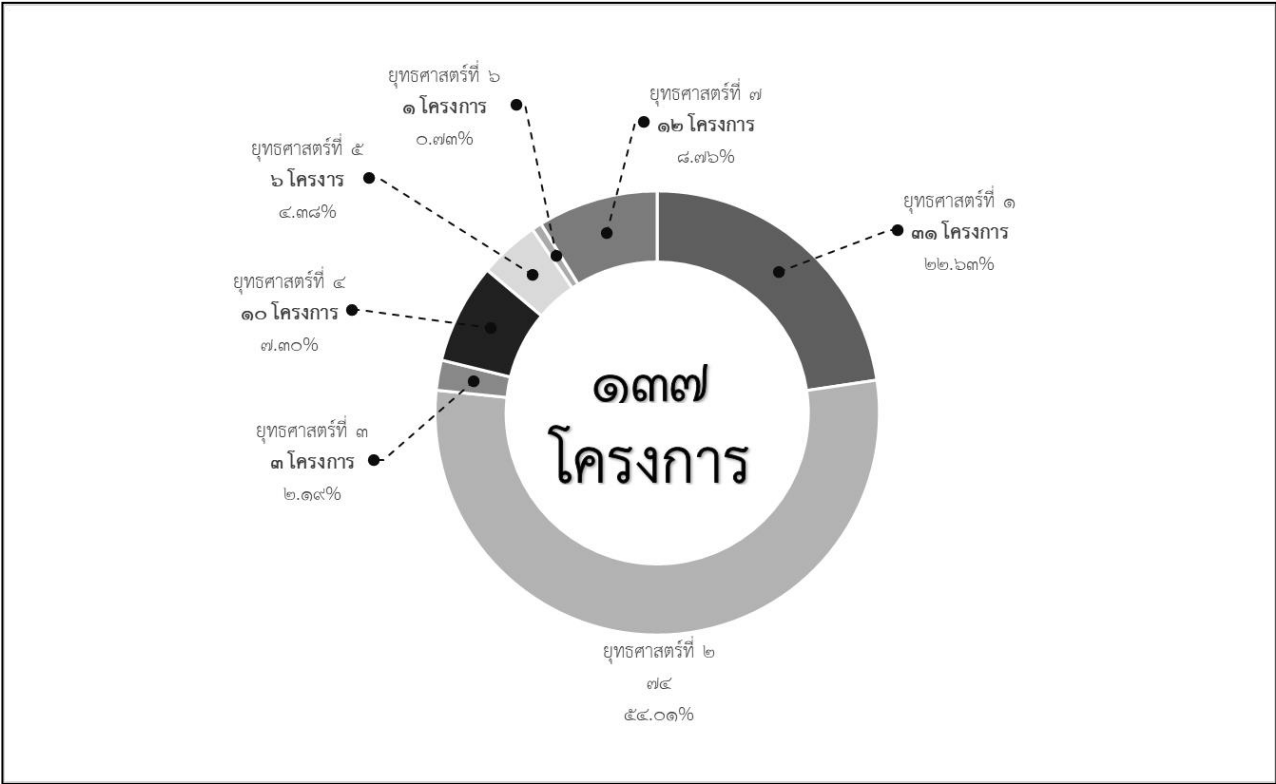 ยุทธศาสตร์ที่ ๖
๑ โครงการ
๐.๗๓%
ยุทธศาสตร์ที่ ๗
๑๒ โครงการ
๘.๗๖%
ยุทธศาสตร์ที่ ๕
๖ โครงาร
๔.๓๘%
ยุทธศาสตร์ที่ ๑
๓๑ โครงการ
๒๒.๖๓%
ยุทธศาสตร์ที่ ๔
๑๐ โครงการ
๗.๓๐%
๑๓๗
โครงการ
ยุทธศาสตร์ที่ ๓
๓ โครงการ
๒.๑๙%
ยุทธศาสตร์ที่ ๒
๗๔
๕๔.๐๑%